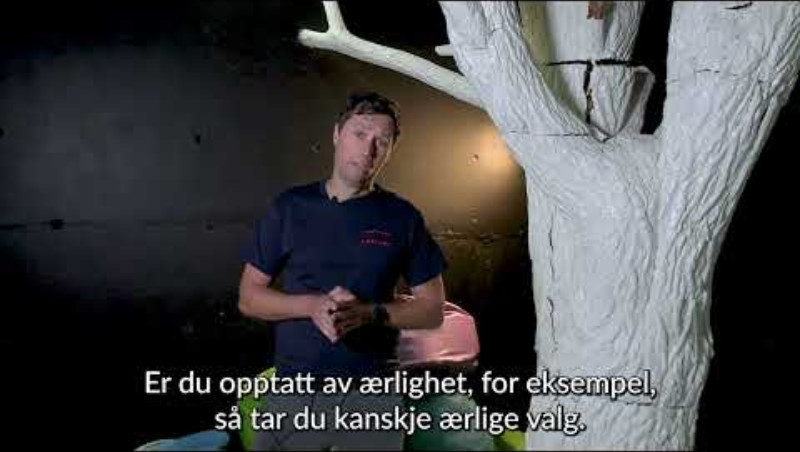 Er du opptatt av ærlighet, for eksempel,
så tar du kanskje ærlige valg.